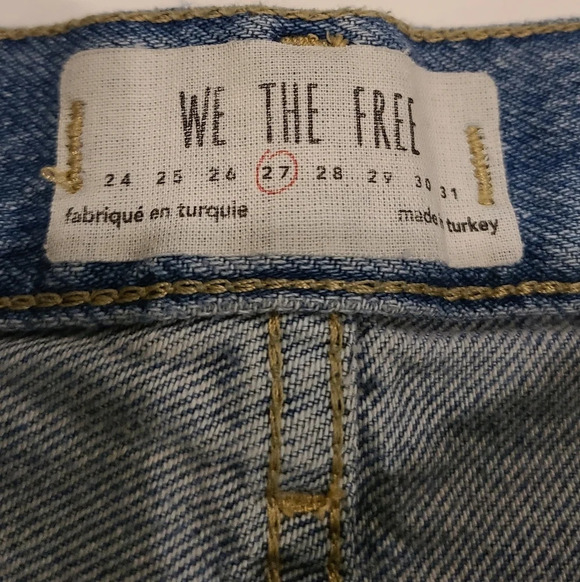 WE THE FREE
24 25 26 27 28 29 30 31
fabriqué en turquie made in turkey